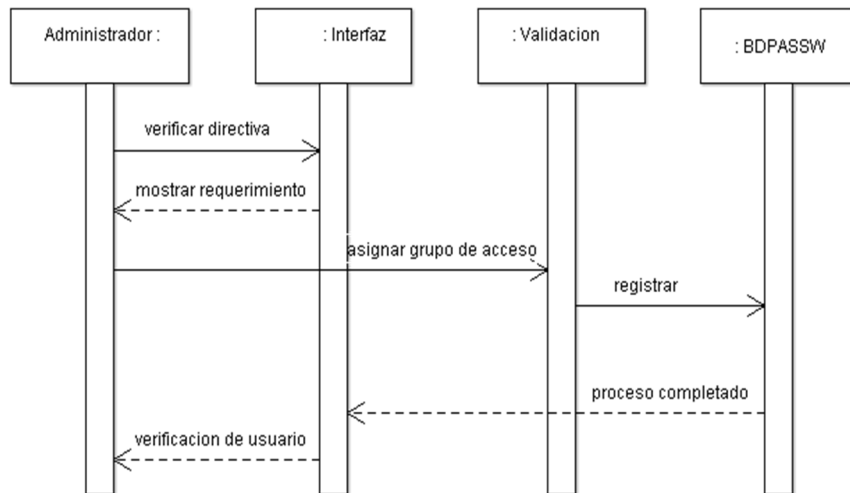 Administrador :
: Interfaz
: Validacion
: BDPASSW
verificar directiva
mostrar requerimiento
asignar grupo de acceso
registrar
proceso completado
verificacion de usuario